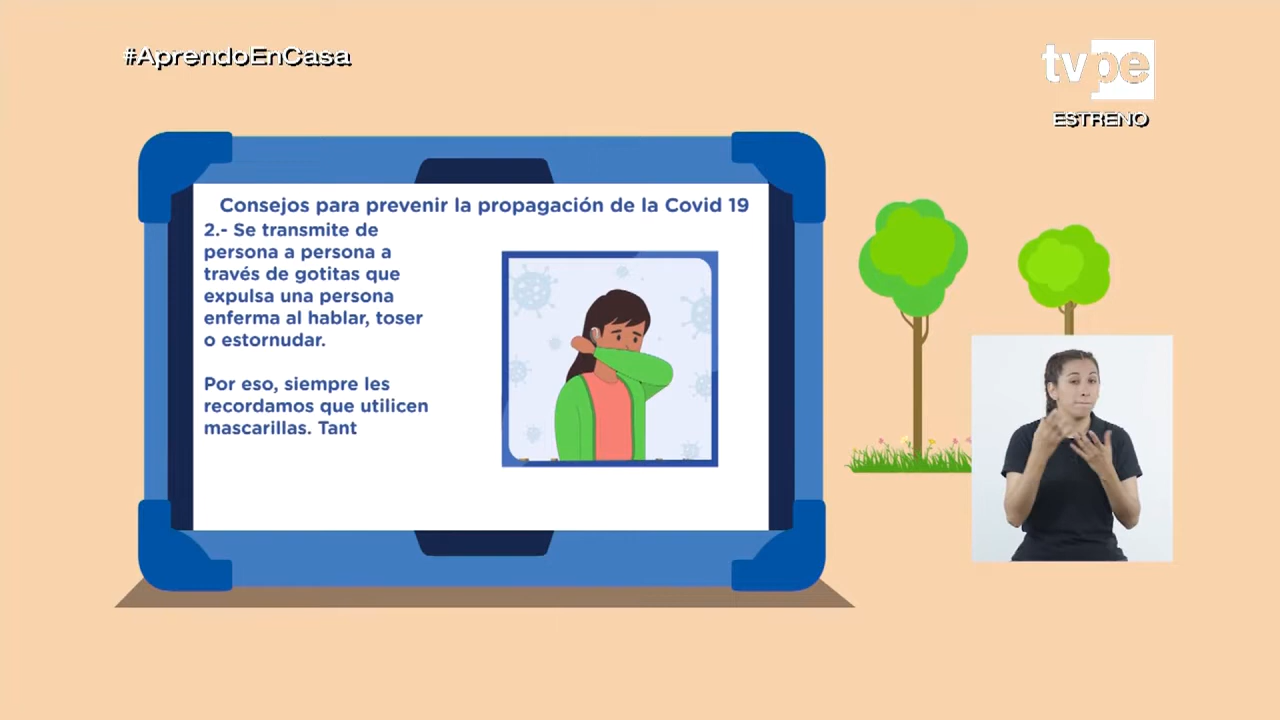 #AprendoEnCasa
tvpe
ESTRENO
Consejos para prevenir la propagación de la Covid 19
2.- Se transmite de
persona a persona a
través de gotitas que
expulsa una persona
enferma al hablar, toser
o estornudar.
Por eso, siempre les
recordamos que utilicen
mascarillas. Tant